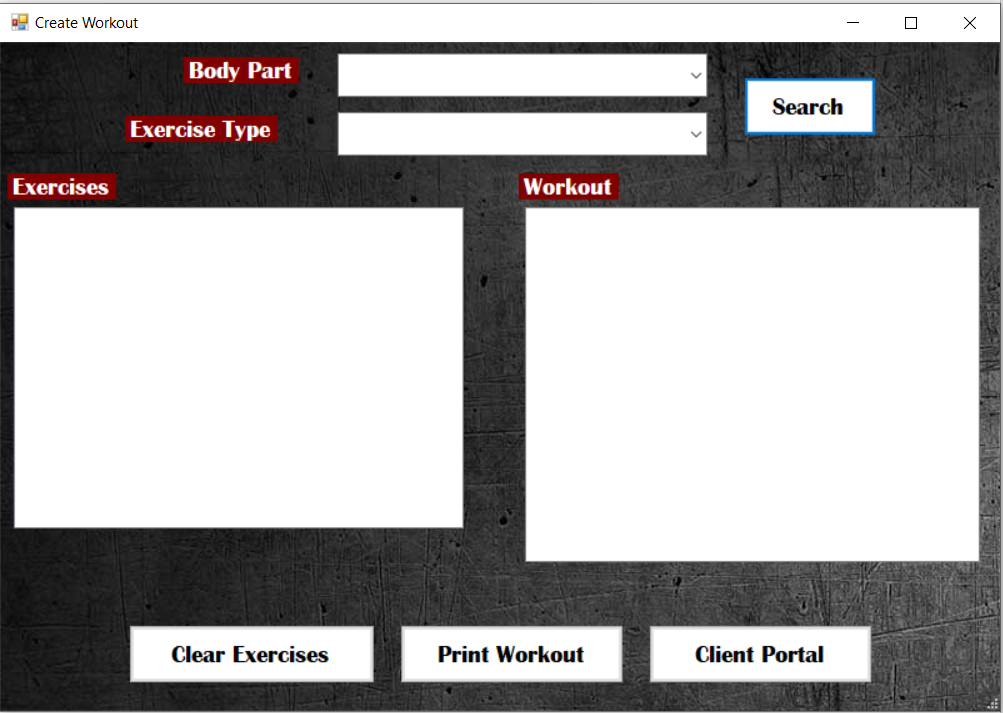 Create Workout
Body Part
Search
Exercise Type
Exercises
Workout
Clear Exercises
Print Workout
Client Portal